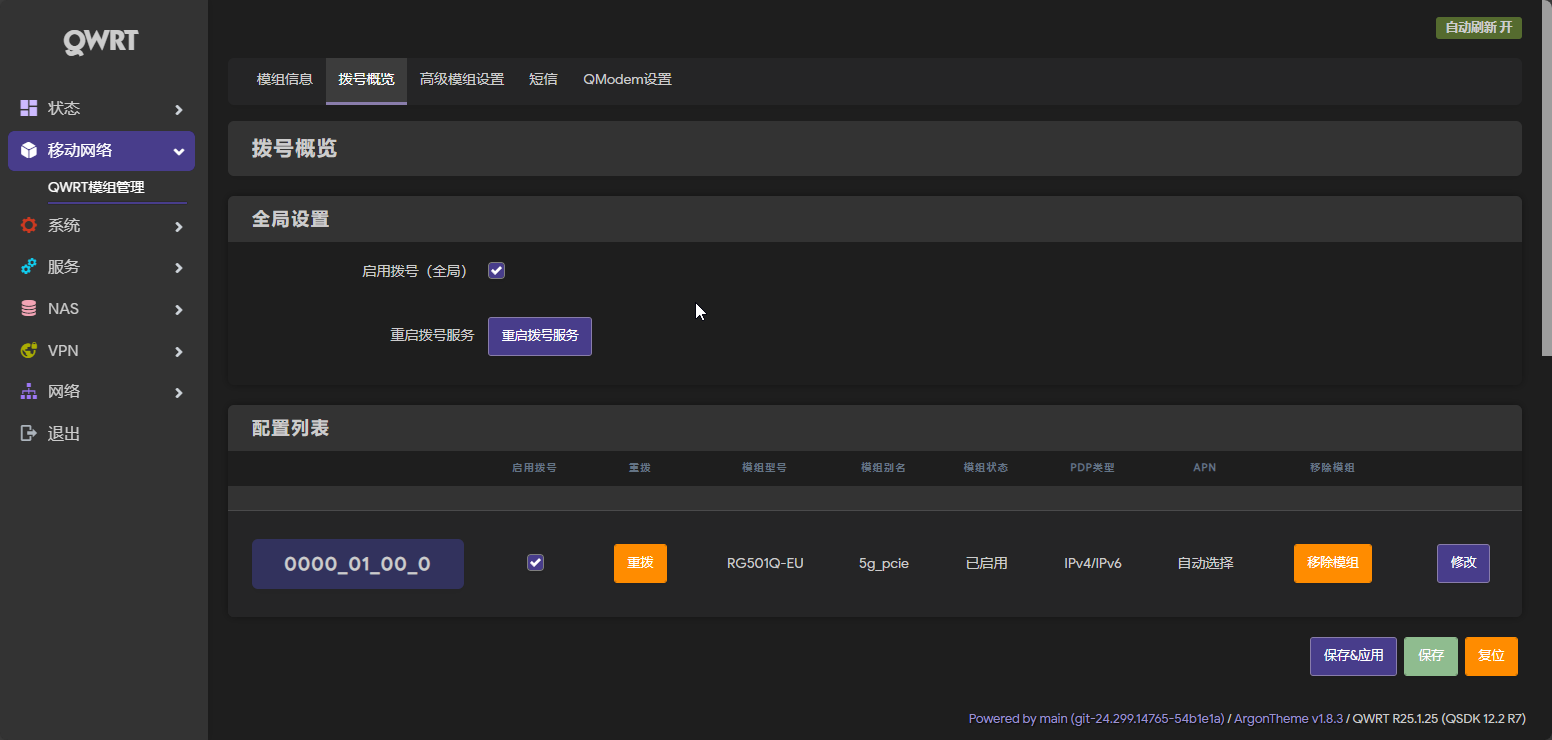 QWRT
自动刷新 开
状态
移动网络
QWRT模组管理
系统
服务
NAS
VPN
网络
退出
模组信息 拨号概览 高级模组设置 短信 QModem设置
拨号概览
全局设置
启用拨号（全局）
重启拨号服务 重启拨号服务
配置列表
启用拨号 重拨 模组型号 模组别名 模组状态 PDP类型 APN 移除模组
0000_01_00_0 重拨 RG501Q-EU 5g_pcie 已启用 IPv4/IPv6 自动选择 移除模组 修改
保存&应用 保存 复位
Powered by main (git-24.299.14765-54b1e1a) / ArgonTheme v1.8.3 / QWRT R25.1.25 (QSDK 12.2 R7)